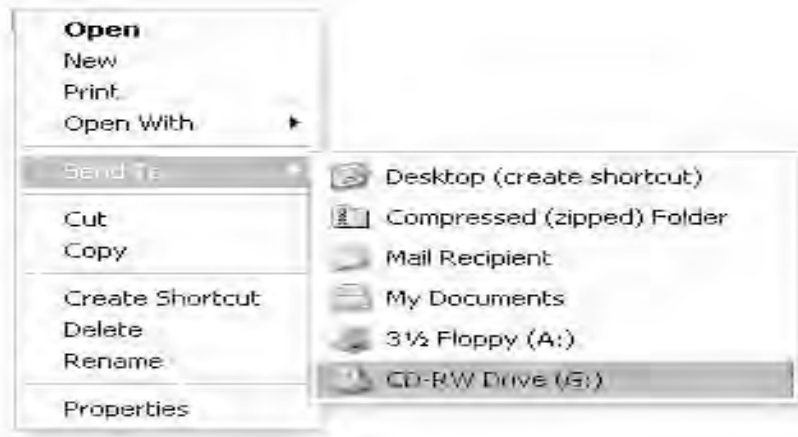 Open
New
Print
Open With
Send To
Cut
Copy
Create Shortcut
Delete
Rename
Properties
Desktop (create shortcut)
Compressed (zipped) Folder
Mail Recipient
My Documents
3½ Floppy (A:)
CD-RW Drive (G:)